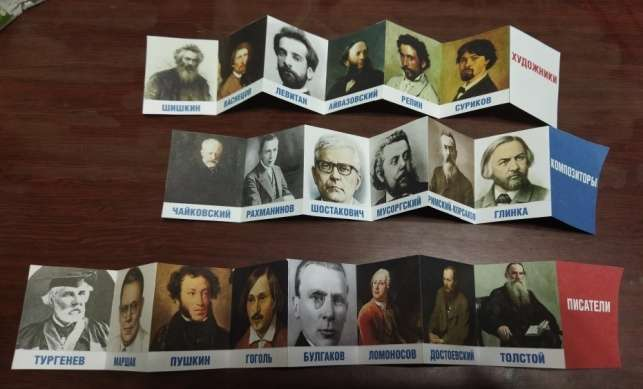 ШИШКИН ВАСНЕЦОВ ЛЕВИТАН АЙВАЗОВСКИЙ РЕПИН СУРИКОВ ХУДОЖНИКИ
ЧАЙКОВСКИЙ РАХМАНИНОВ ШОСТАКОВИЧ МУСОРГСКИЙ РИМСКИЙ-КОРСАКОВ ГЛИНКА КОМПОЗИТОРЫ
ТУРГЕНЕВ МАРШАК ПУШКИН ГОГОЛЬ БУЛГАКОВ ЛОМОНОСОВ ДОСТОЕВСКИЙ ТОЛСТОЙ ПИСАТЕЛИ